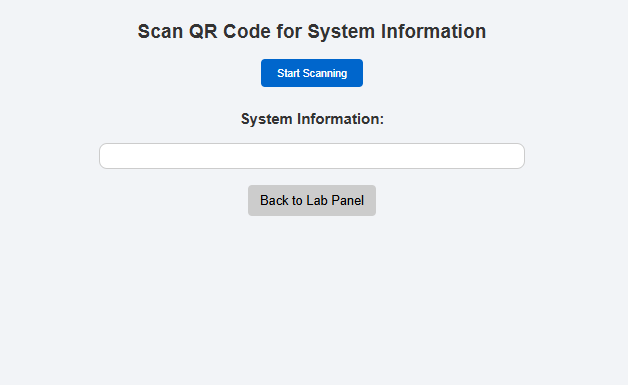 Scan QR Code for System Information
Start Scanning
System Information:
Back to Lab Panel